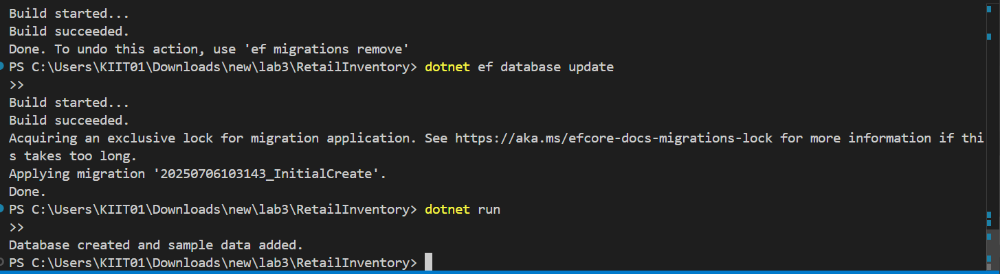 Build started...
Build succeeded.
Done. To undo this action, use 'ef migrations remove'
PS C:\Users\KIIT01\Downloads\new\lab3\RetailInventory> dotnet ef database update
>>
Build started...
Build succeeded.
Acquiring an exclusive lock for migration application. See https://aka.ms/efcore-docs-migrations-lock for more information if thi
s takes too long.
Applying migration '20250706103143_InitialCreate'.
Done.
PS C:\Users\KIIT01\Downloads\new\lab3\RetailInventory> dotnet run
>>
Database created and sample data added.
PS C:\Users\KIIT01\Downloads\new\lab3\RetailInventory>